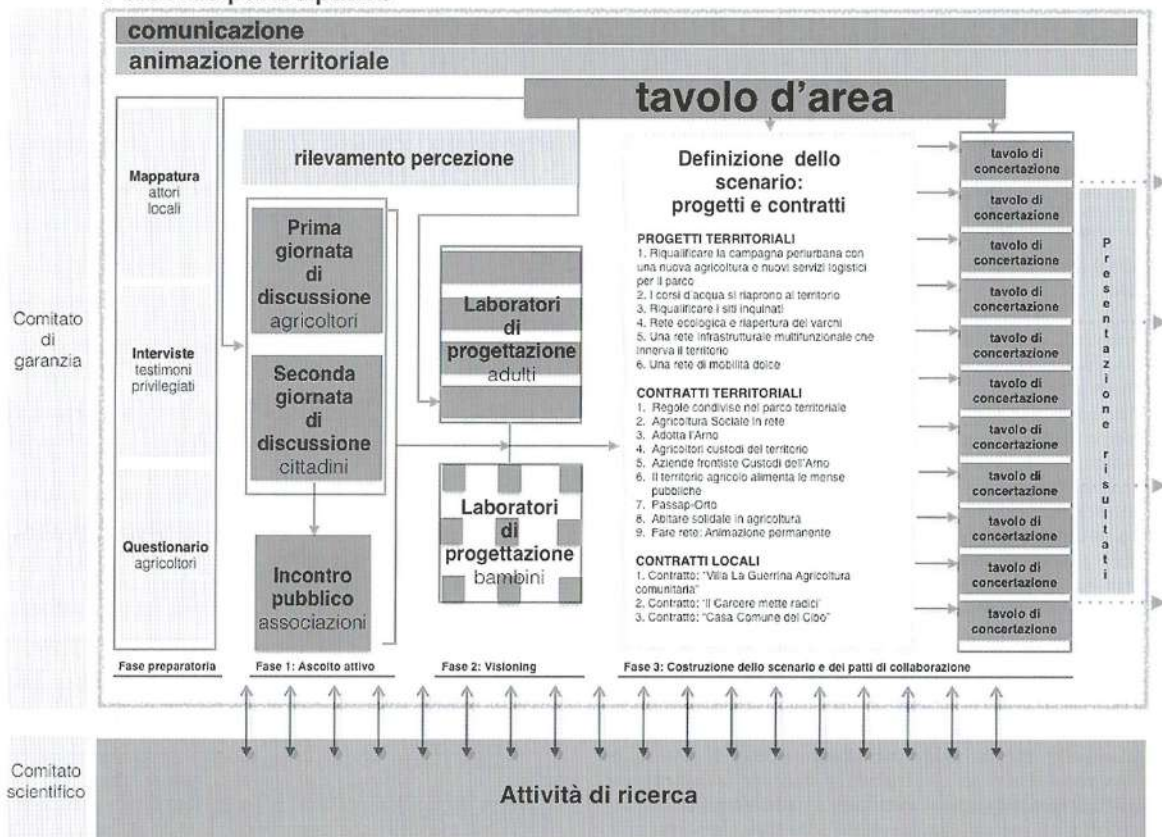 comunicazione
animazione territoriale
tavolo d'area
Comitato
di
garanzia
Mappatura
attori
locali
Interviste
testimoni
privilegiati
Questionario
agricoltori
Fase preparatoria
rilevamento percezione
Prima
giornata
di
discussione
agricoltori
Seconda
giornata
di
discussione
cittadini
Incontro
pubblico
associazioni
Fase 1: Ascolto attivo
Laboratori
di
progettazione
adulti
Laboratori
di
progettazione
bambini
Fase 2: Visioning
Definizione dello
scenario:
progetti e contratti
PROGETTI TERRITORIALI
1. Riqualificare la campagna periurbana con
una nuova agricoltura e nuovi servizi logistici
per il parco
2. I corsi d'acqua si riaprono al territorio
3. Riqualificare i siti inquinati
4. Rete ecologica e riapertura dei varchi
5. Una rete infrastrutturale multifunzionale che
innerva il territorio
6. Una rete di mobilità dolce
CONTRATTI TERRITORIALI
1. Regole condivise nel parco territoriale
2. Agricoltura Sociale in rete
3. Adotta l'Arno
4. Agricoltori custodi del territorio
5. Aziende frontiste Custodi dell'Arno
6. Il territorio agricolo alimenta le mense
pubbliche
7. Passap-Orto
8. Abitare solidale in agricoltura
9. Fare rete: Animazione permanente
CONTRATTI LOCALI
1. Contratto: "Villa La Guerrina Agricoltura
comunitaria"
2. Contratto: "Il Carcere mette radici"
3. Contratto: "Casa Comune del Cibo"
Fase 3: Costruzione dello scenario e dei patti di collaborazione
tavolo di
concertazione
tavolo di
concertazione
tavolo di
concertazione
tavolo di
concertazione
tavolo di
concertazione
tavolo di
concertazione
tavolo di
concertazione
tavolo di
concertazione
tavolo di
concertazione
tavolo di
concertazione
tavolo di
concertazione
Presentazione risultati
Comitato
scientifico
Attività di ricerca